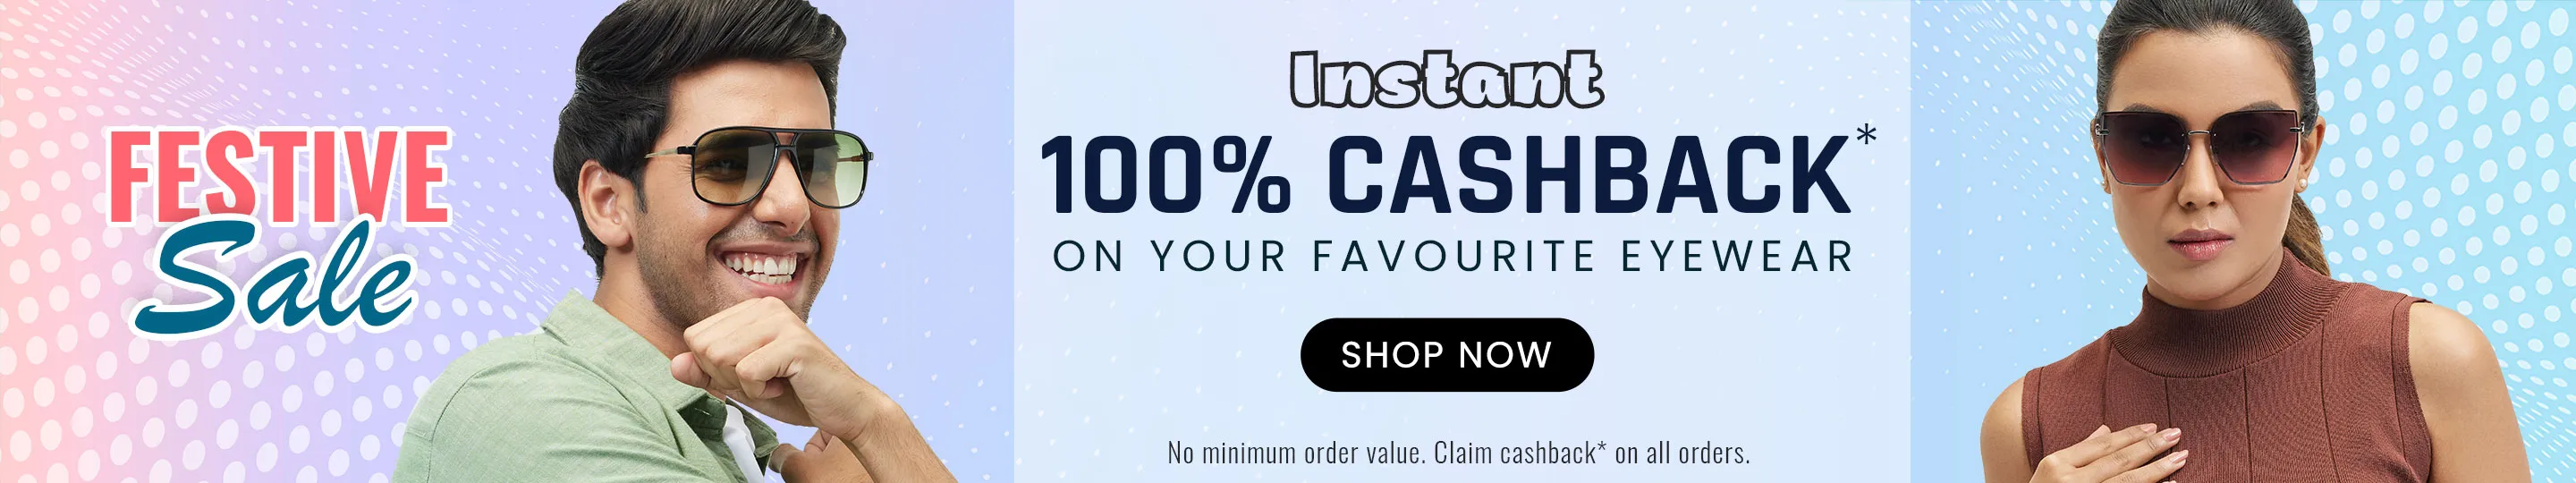 FESTIVE
Sale
Instant
100% CASHBACK*
ON YOUR FAVOURITE EYEWEAR
SHOP NOW
No minimum order value. Claim cashback* on all orders.